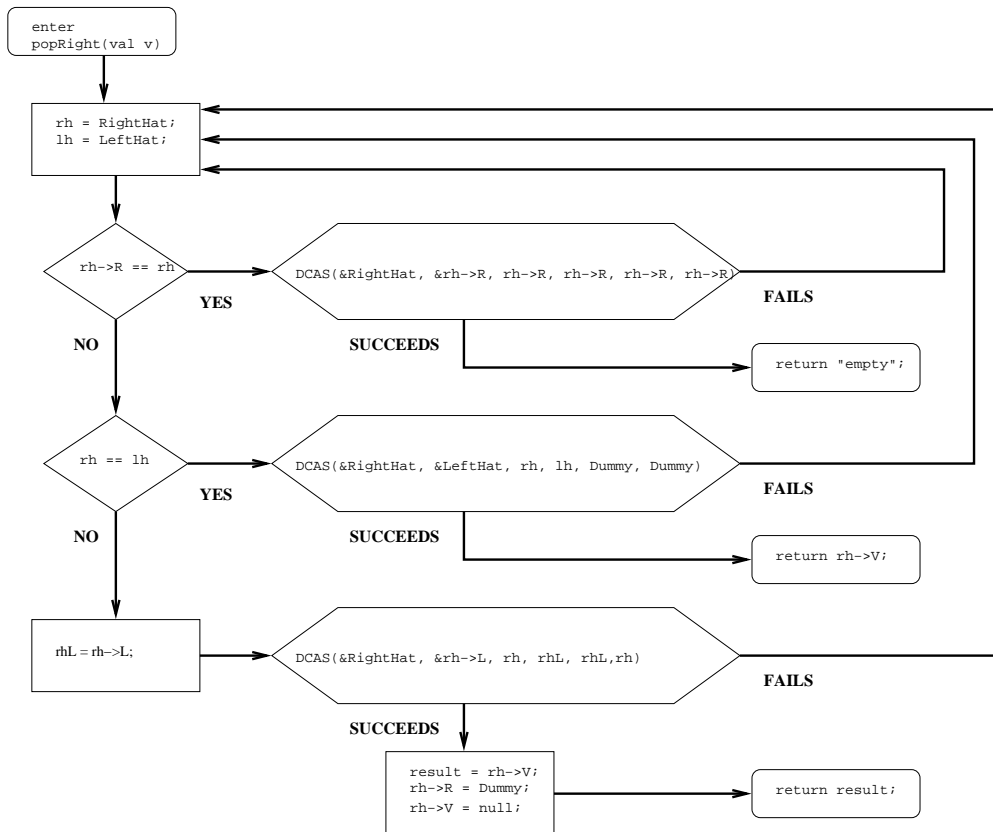 enter
popRight(val v)
rh = RightHat;
lh = LeftHat;
rh->R == rh
YES
DCAS(&RightHat, &rh->R, rh->R, rh->R, rh->R, rh->R)
FAILS
NO
SUCCEEDS
return "empty";
rh == lh
YES
DCAS(&RightHat, &LeftHat, rh, lh, Dummy, Dummy)
FAILS
NO
SUCCEEDS
return rh->V;
rhL = rh->L;
DCAS(&RightHat, &rh->L, rh, rhL, rhL,rh)
FAILS
SUCCEEDS
result = rh->V;
rh->R = Dummy;
rh->V = null;
return result;